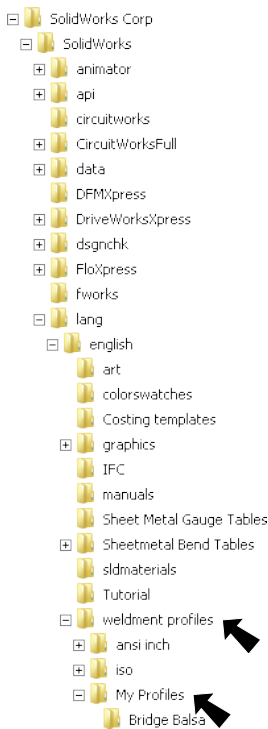 SolidWorks Corp
SolidWorks
animator
api
circuitworks
CircuitWorksFull
data
DFMXpress
DriveWorksXpress
dsgnchk
FloXpress
fworks
lang
english
art
colorswatches
Costing templates
graphics
IFC
manuals
Sheet Metal Gauge Tables
Sheetmetal Bend Tables
sldmaterials
Tutorial
weldment profiles
ansi inch
iso
My Profiles
Bridge Balsa